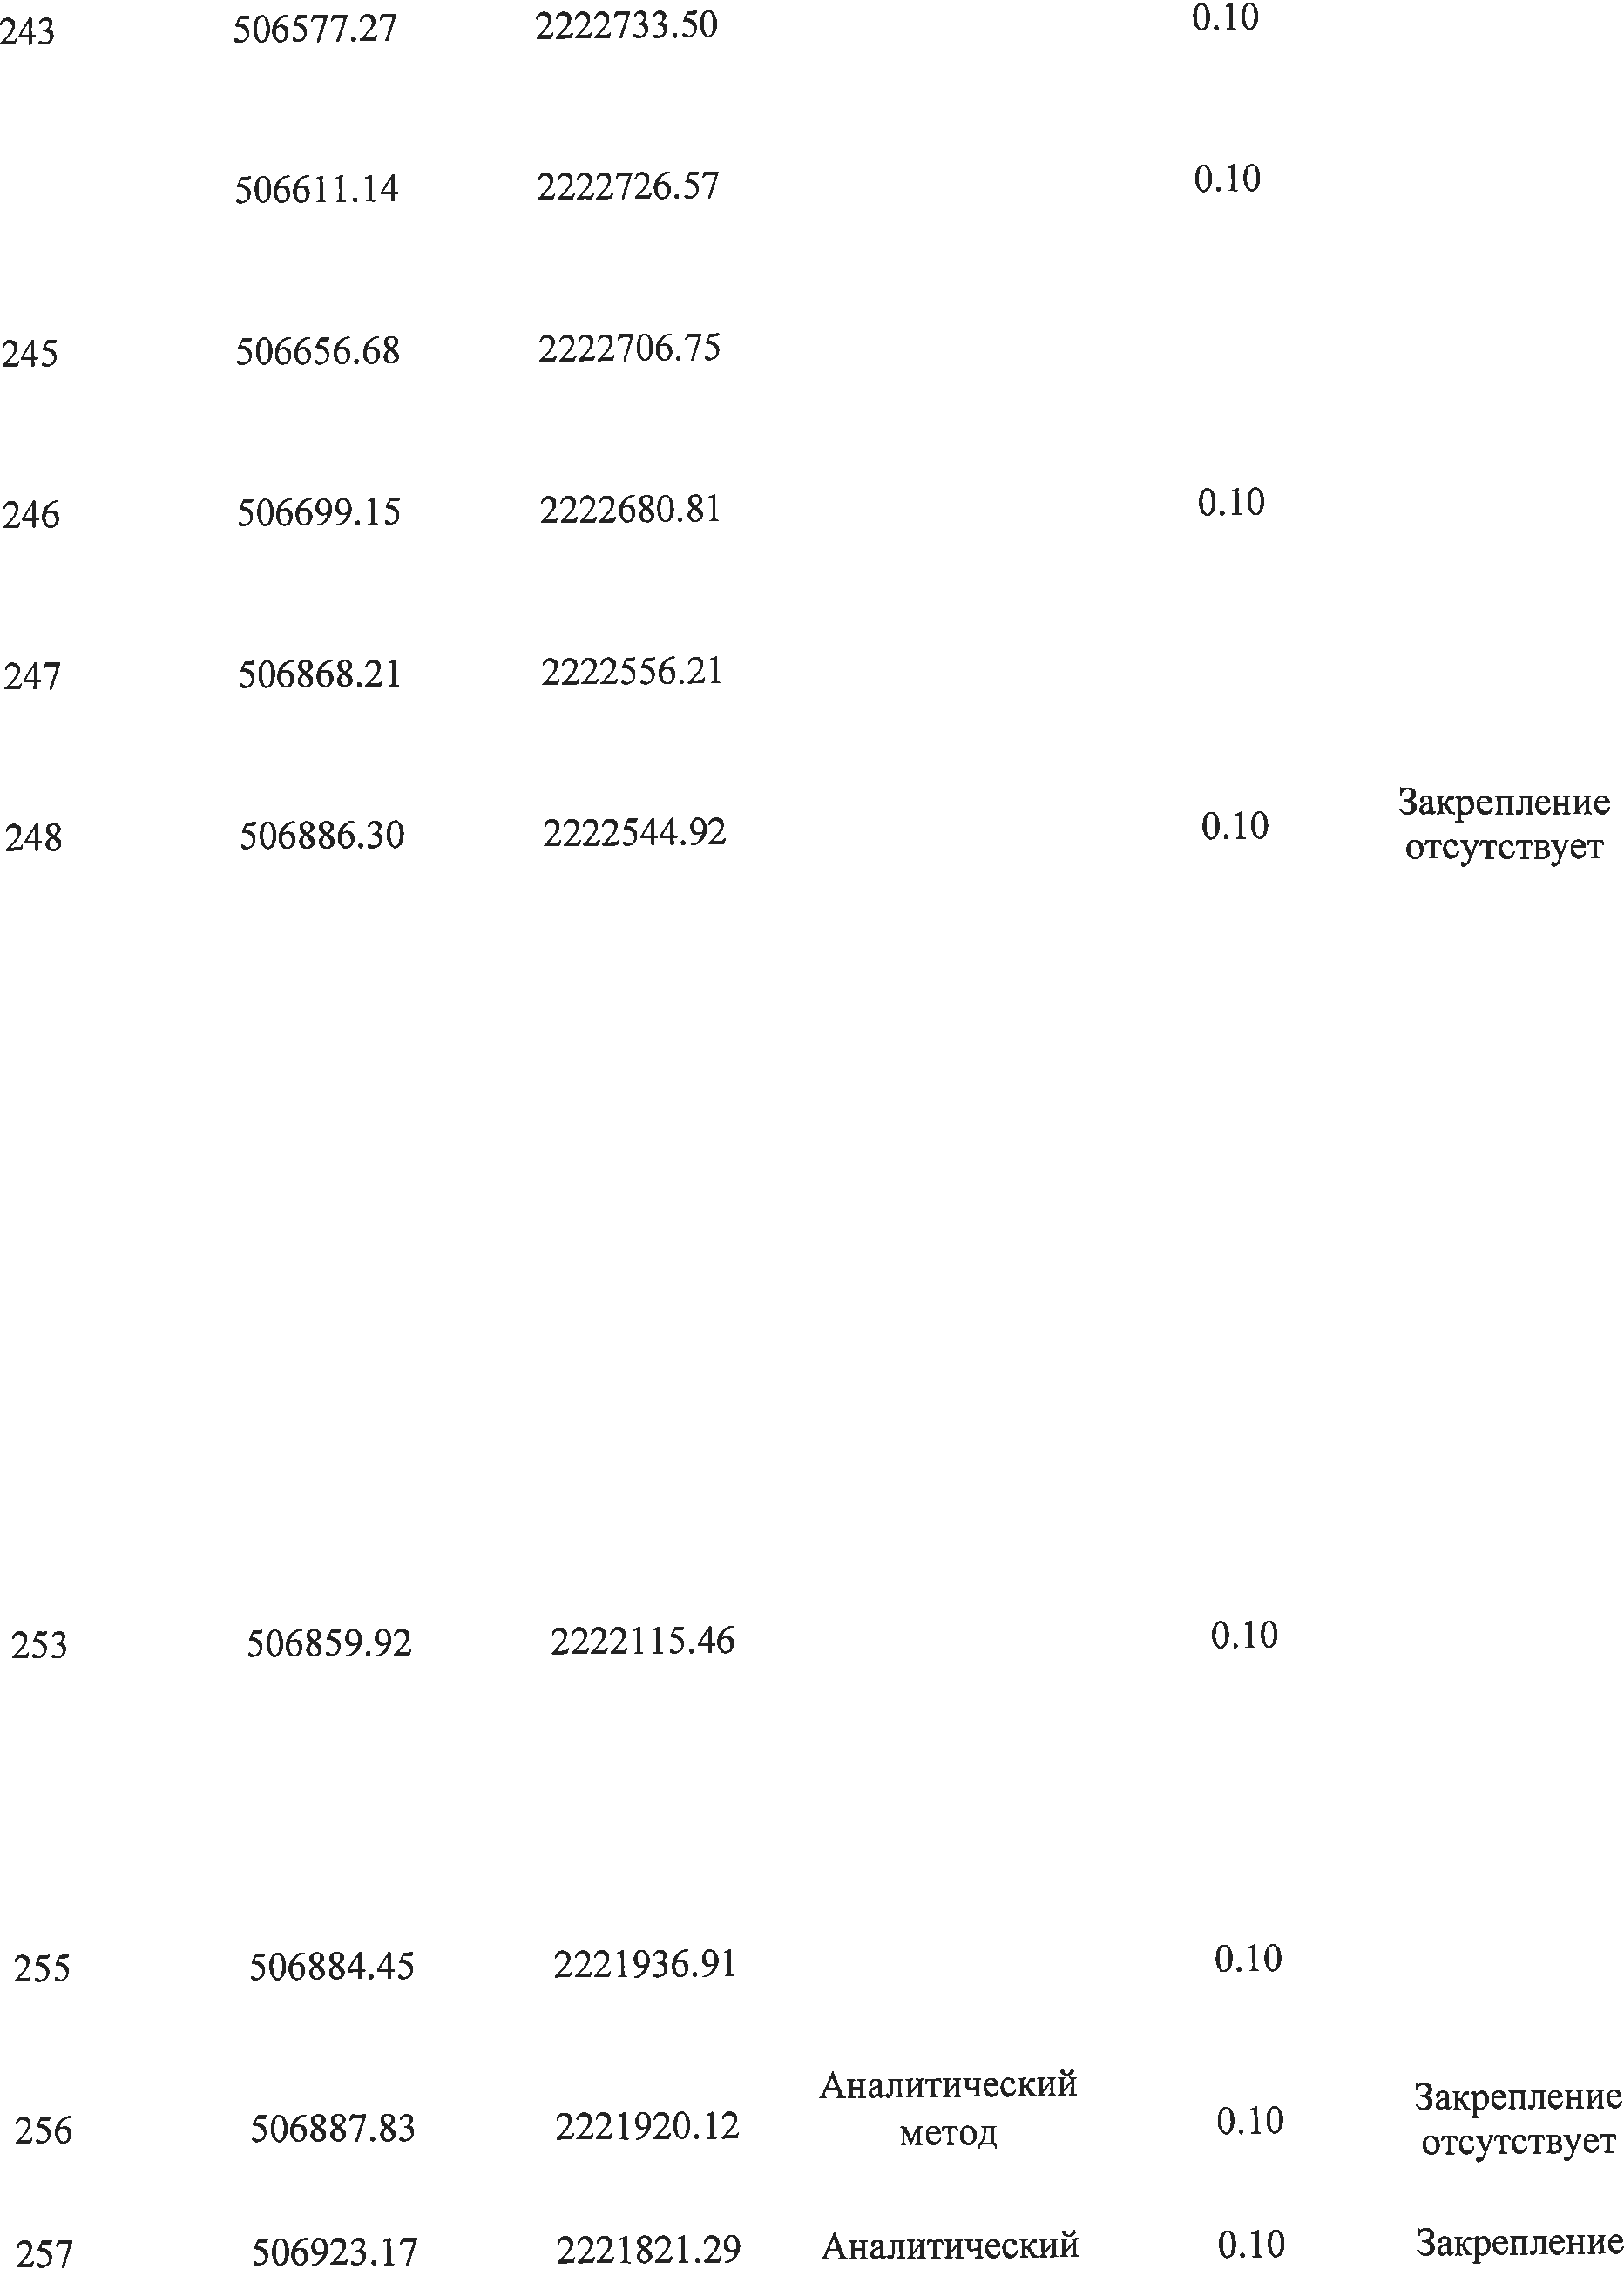 243 506577.27 2222733.50 0.10
506611.14 2222726.57 0.10
245 506656.68 2222706.75
246 506699.15 2222680.81 0.10
247 506868.21 2222556.21
248 506886.30 2222544.92 0.10 Закрепление
отсутствует
253 506859.92 2222115.46 0.10
255 506884.45 2221936.91 0.10
256 506887.83 2221920.12 Аналитический
метод 0.10 Закрепление
отсутствует
257 506923.17 2221821.29 Аналитический 0.10 Закрепление